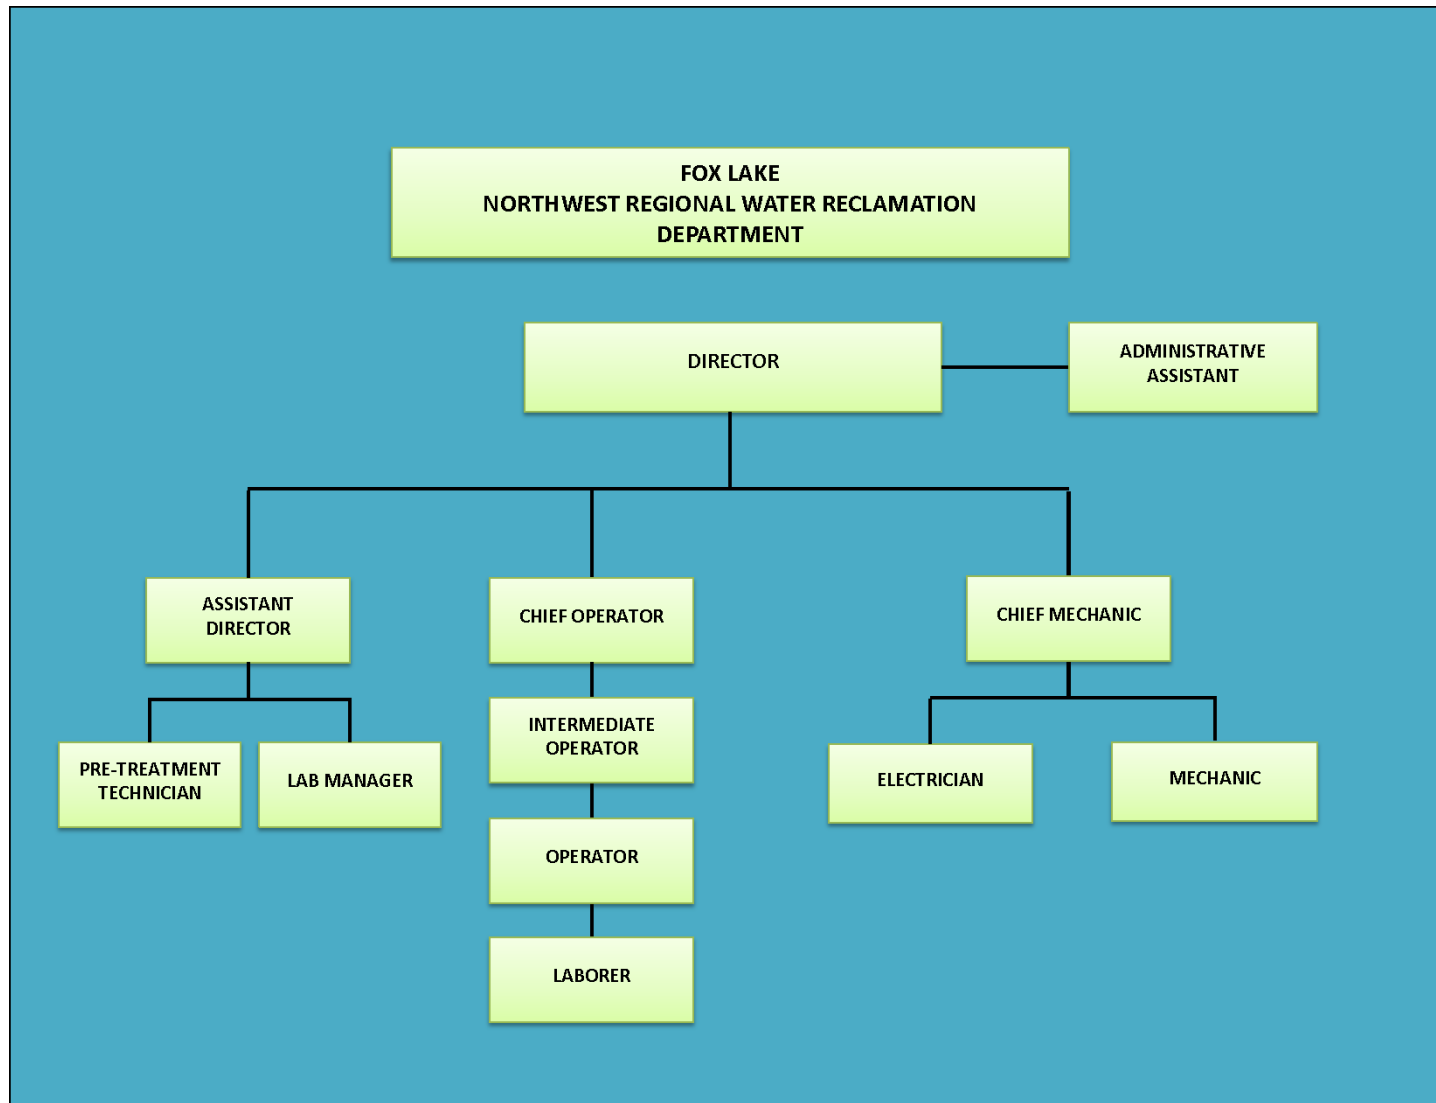 FOX LAKE
NORTHWEST REGIONAL WATER RECLAMATION
DEPARTMENT
DIRECTOR
ADMINISTRATIVE
ASSISTANT
ASSISTANT
DIRECTOR
CHIEF OPERATOR
CHIEF MECHANIC
INTERMEDIATE
OPERATOR
PRE-TREATMENT
TECHNICIAN
LAB MANAGER
ELECTRICIAN
MECHANIC
OPERATOR
LABORER